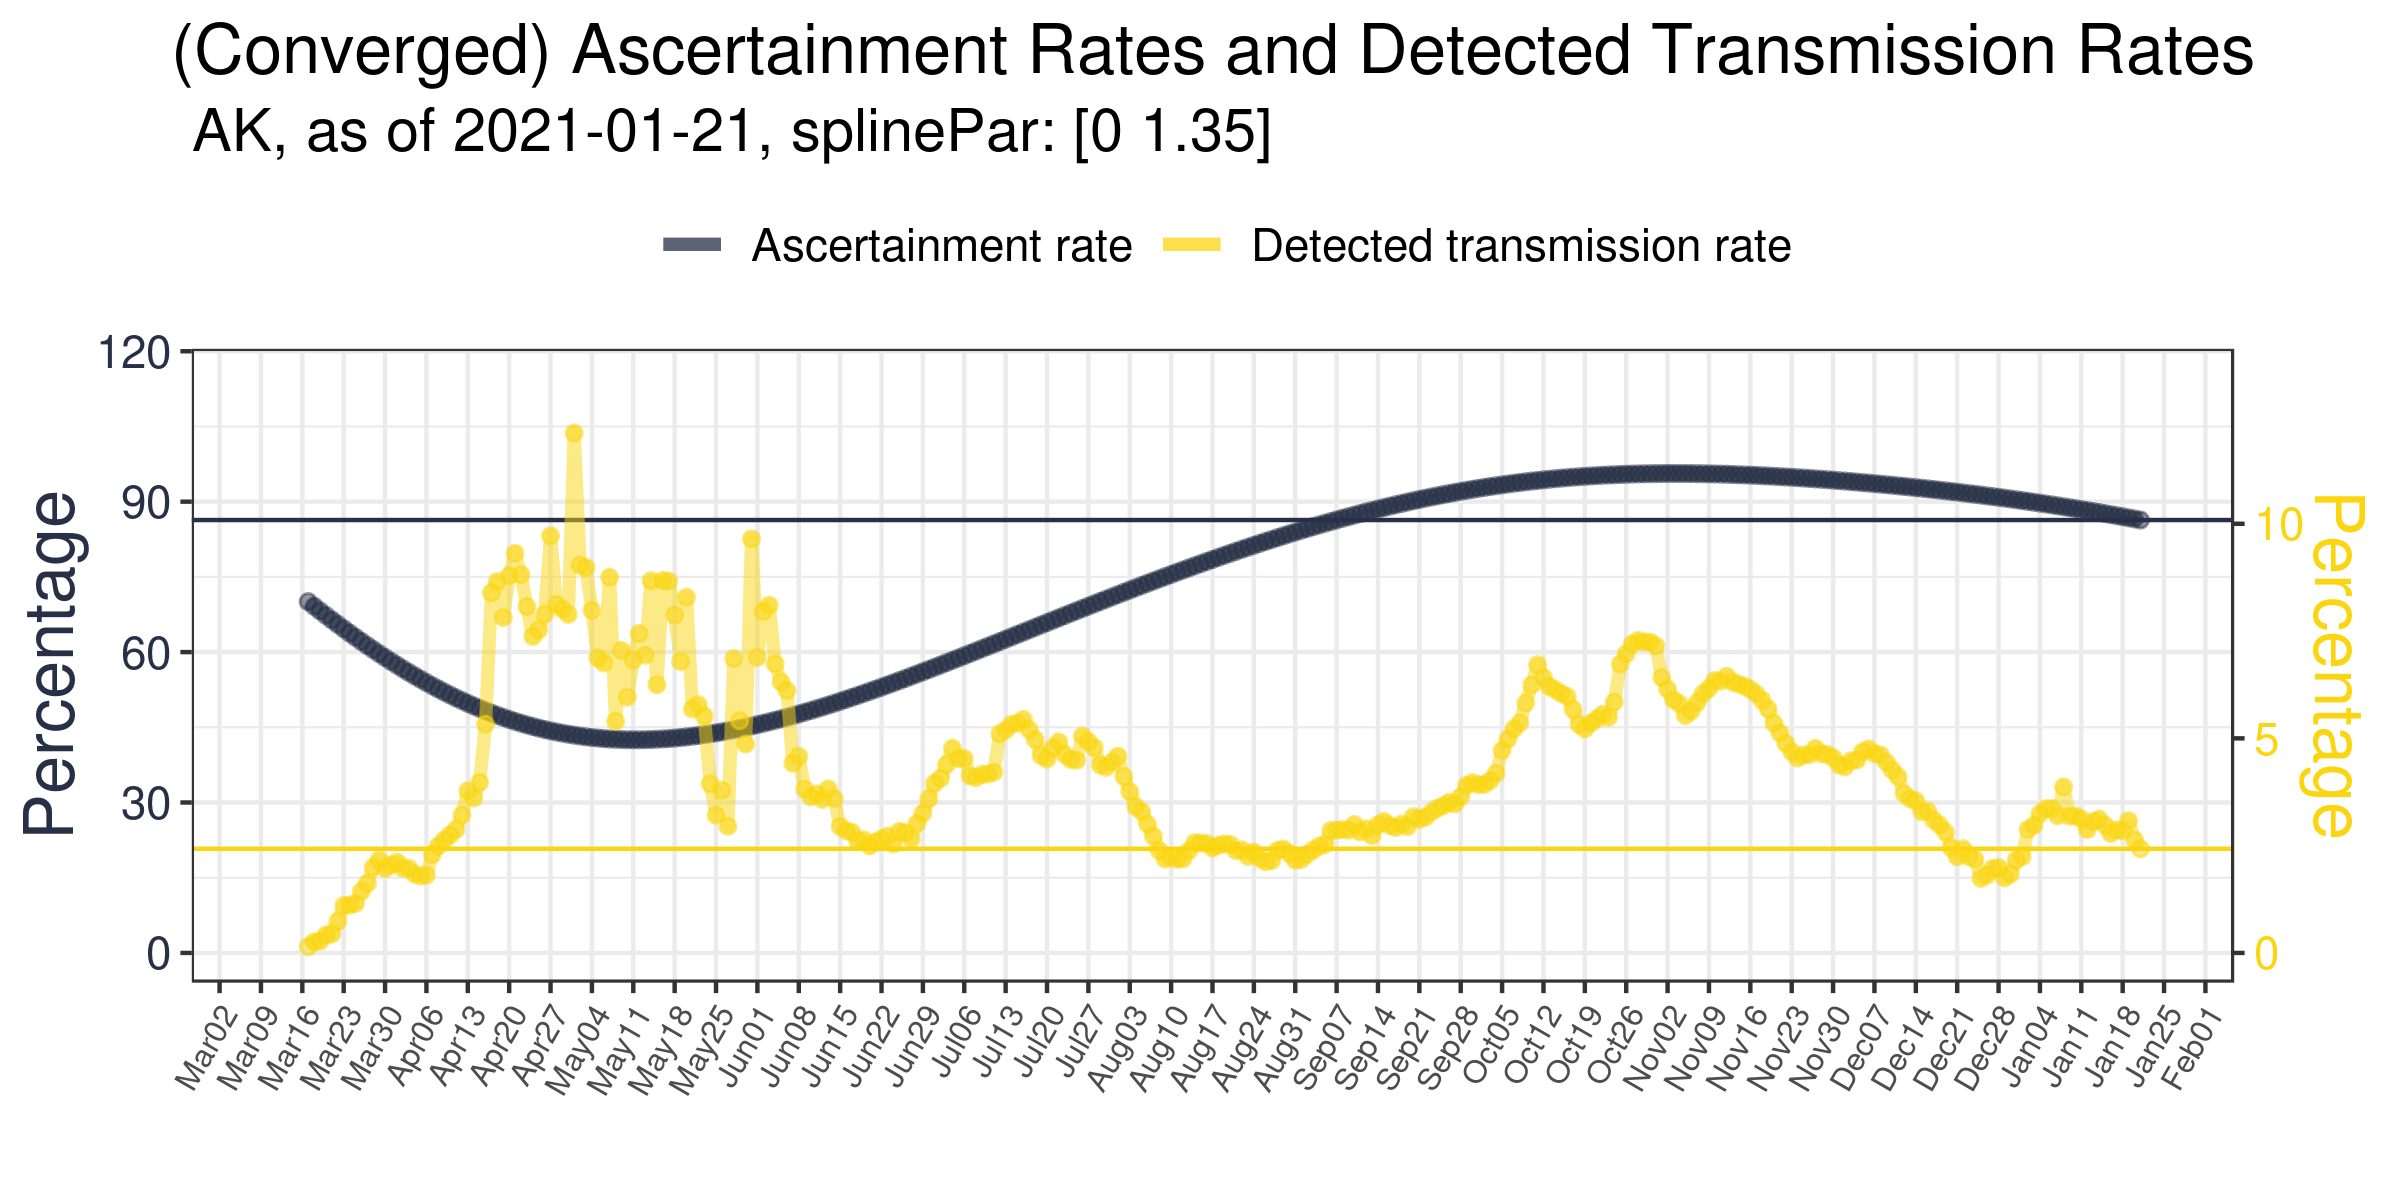 (Converged) Ascertainment Rates and Detected Transmission Rates
AK, as of 2021-01-21, splinePar: [0 1.35]
Ascertainment rate Detected transmission rate
Percentage
120
90
60
30
0
10
5
0
Percentage
Mar02 Mar09 Mar16 Mar23 Mar30 Apr06 Apr13 Apr20 Apr27 May04 May11 May18 May25 Jun01 Jun08 Jun15 Jun22 Jun29 Jul06 Jul13 Jul20 Jul27 Aug03 Aug10 Aug17 Aug24 Aug31 Sep07 Sep14 Sep21 Sep28 Oct05 Oct12 Oct19 Oct26 Nov02 Nov09 Nov16 Nov23 Nov30 Dec07 Dec14 Dec21 Dec28 Jan04 Jan11 Jan18 Jan25 Feb01